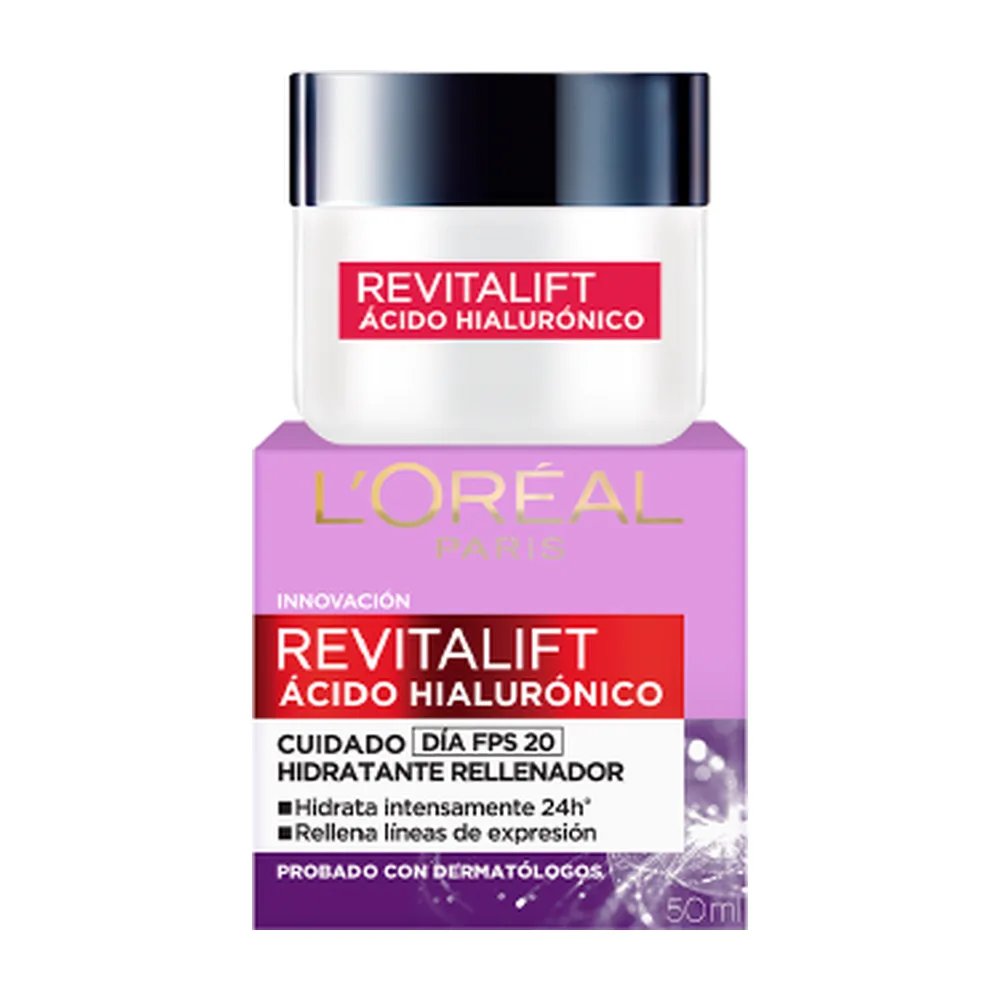 REVITALIFT
ÁCIDO HIALURÓNICO
L'ORÉAL
PARIS
INNOVACIÓN
REVITALIFT
ÁCIDO HIALURÓNICO
CUIDADO DÍA FPS 20
HIDRATANTE RELLENADOR
■Hidrata intensamente 24h*
■Rellena líneas de expresión
PROBADO CON DERMATÓLOGOS.
50ml